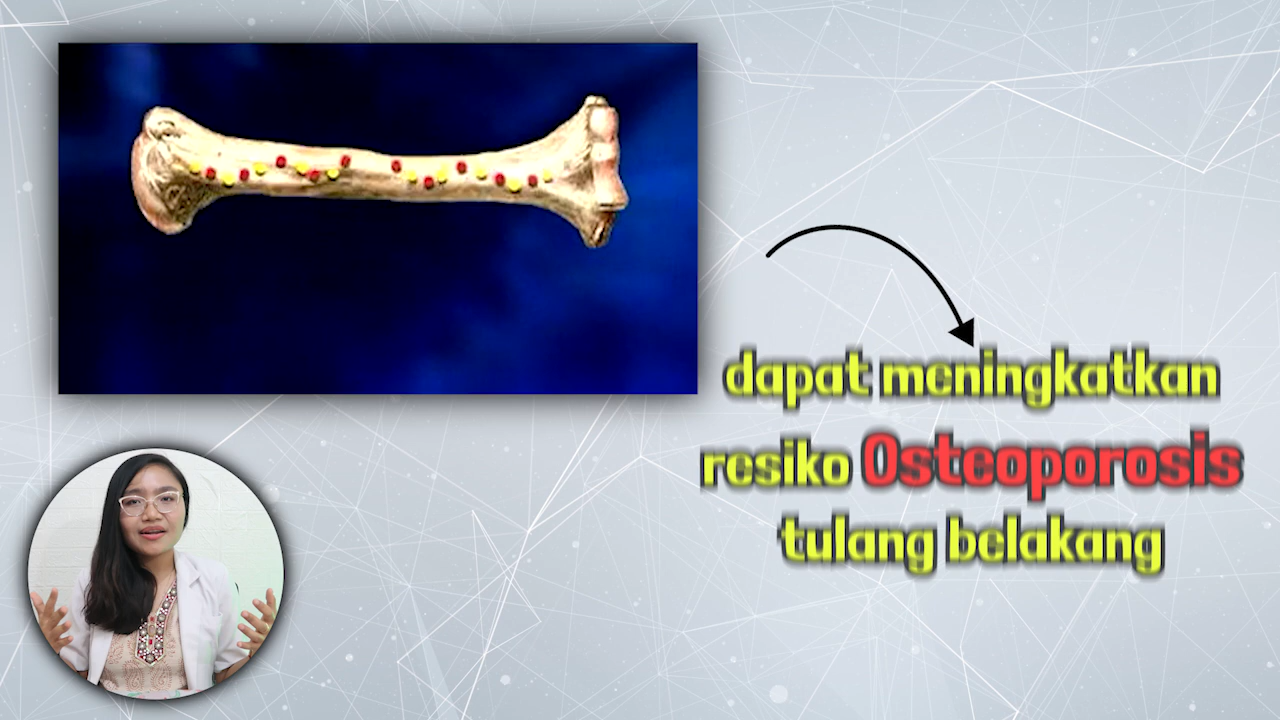 dapat meningkatkan
resiko Osteoporosis
tulang belakang